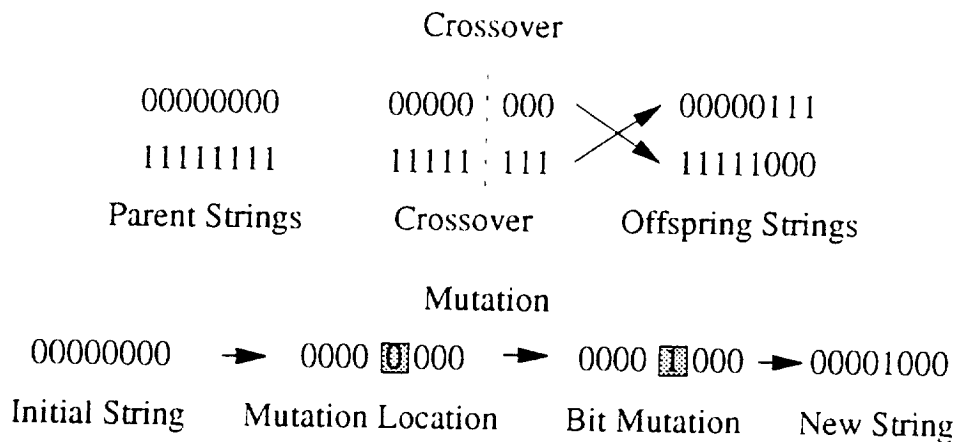 Crossover
00000000 00000 000 00000111
11111111 11111 111 11111000
Parent Strings Crossover Offspring Strings
Mutation
00000000 0000 0 000 0000 1 000 00001000
Initial String Mutation Location Bit Mutation New String